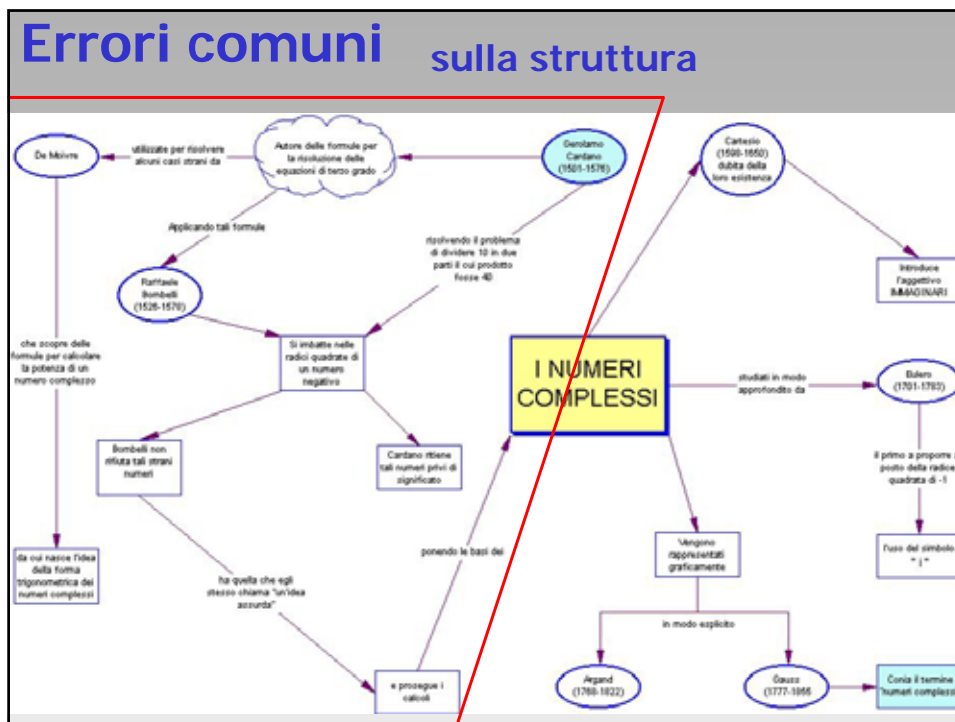 Errori comuni sulla struttura
De Moivre
utilizzate per risolvere
alcuni casi strani da
Autore delle formule per
la risoluzione delle
equazioni di terzo grado
Gerolamo
Cardano
(1501-1576)
Cartesio
(1596-1650)
dubita della
loro esistenza
Applicando tali formule
risolvendo il problema
di dividere 10 in due
parti il cui prodotto
fosse 40
Introduce
l'aggettivo
IMMAGINARI
Raffaele
Bombelli
(1526-1578)
che scopre delle
formule per calcolare
la potenza di un
numero complesso
Si imbatte nelle
radici quadrate di
un numero
negativo
I NUMERI
COMPLESSI
studiati in modo
approfondito da
Eulero
(1701-1783)
Bombelli non
rifiuta tali strani
numeri
Cardano ritiene
tali numeri privi di
significato
il primo a proporre
posto della radice
quadrata di -1
da cui nasce l'idea
della forma
trigonometrica dei
numeri complessi
ha quella che egli
stesso chiama "un'idea
assurda"
ponendo le basi dei
Vengono
rappresentati
graficamente
l'uso del simbolo
" i "
in modo esplicito
e prosegue i
calcoli
Argand
(1768-1822)
Gauss
(1777-1855
Conia il termine
"numeri complessi